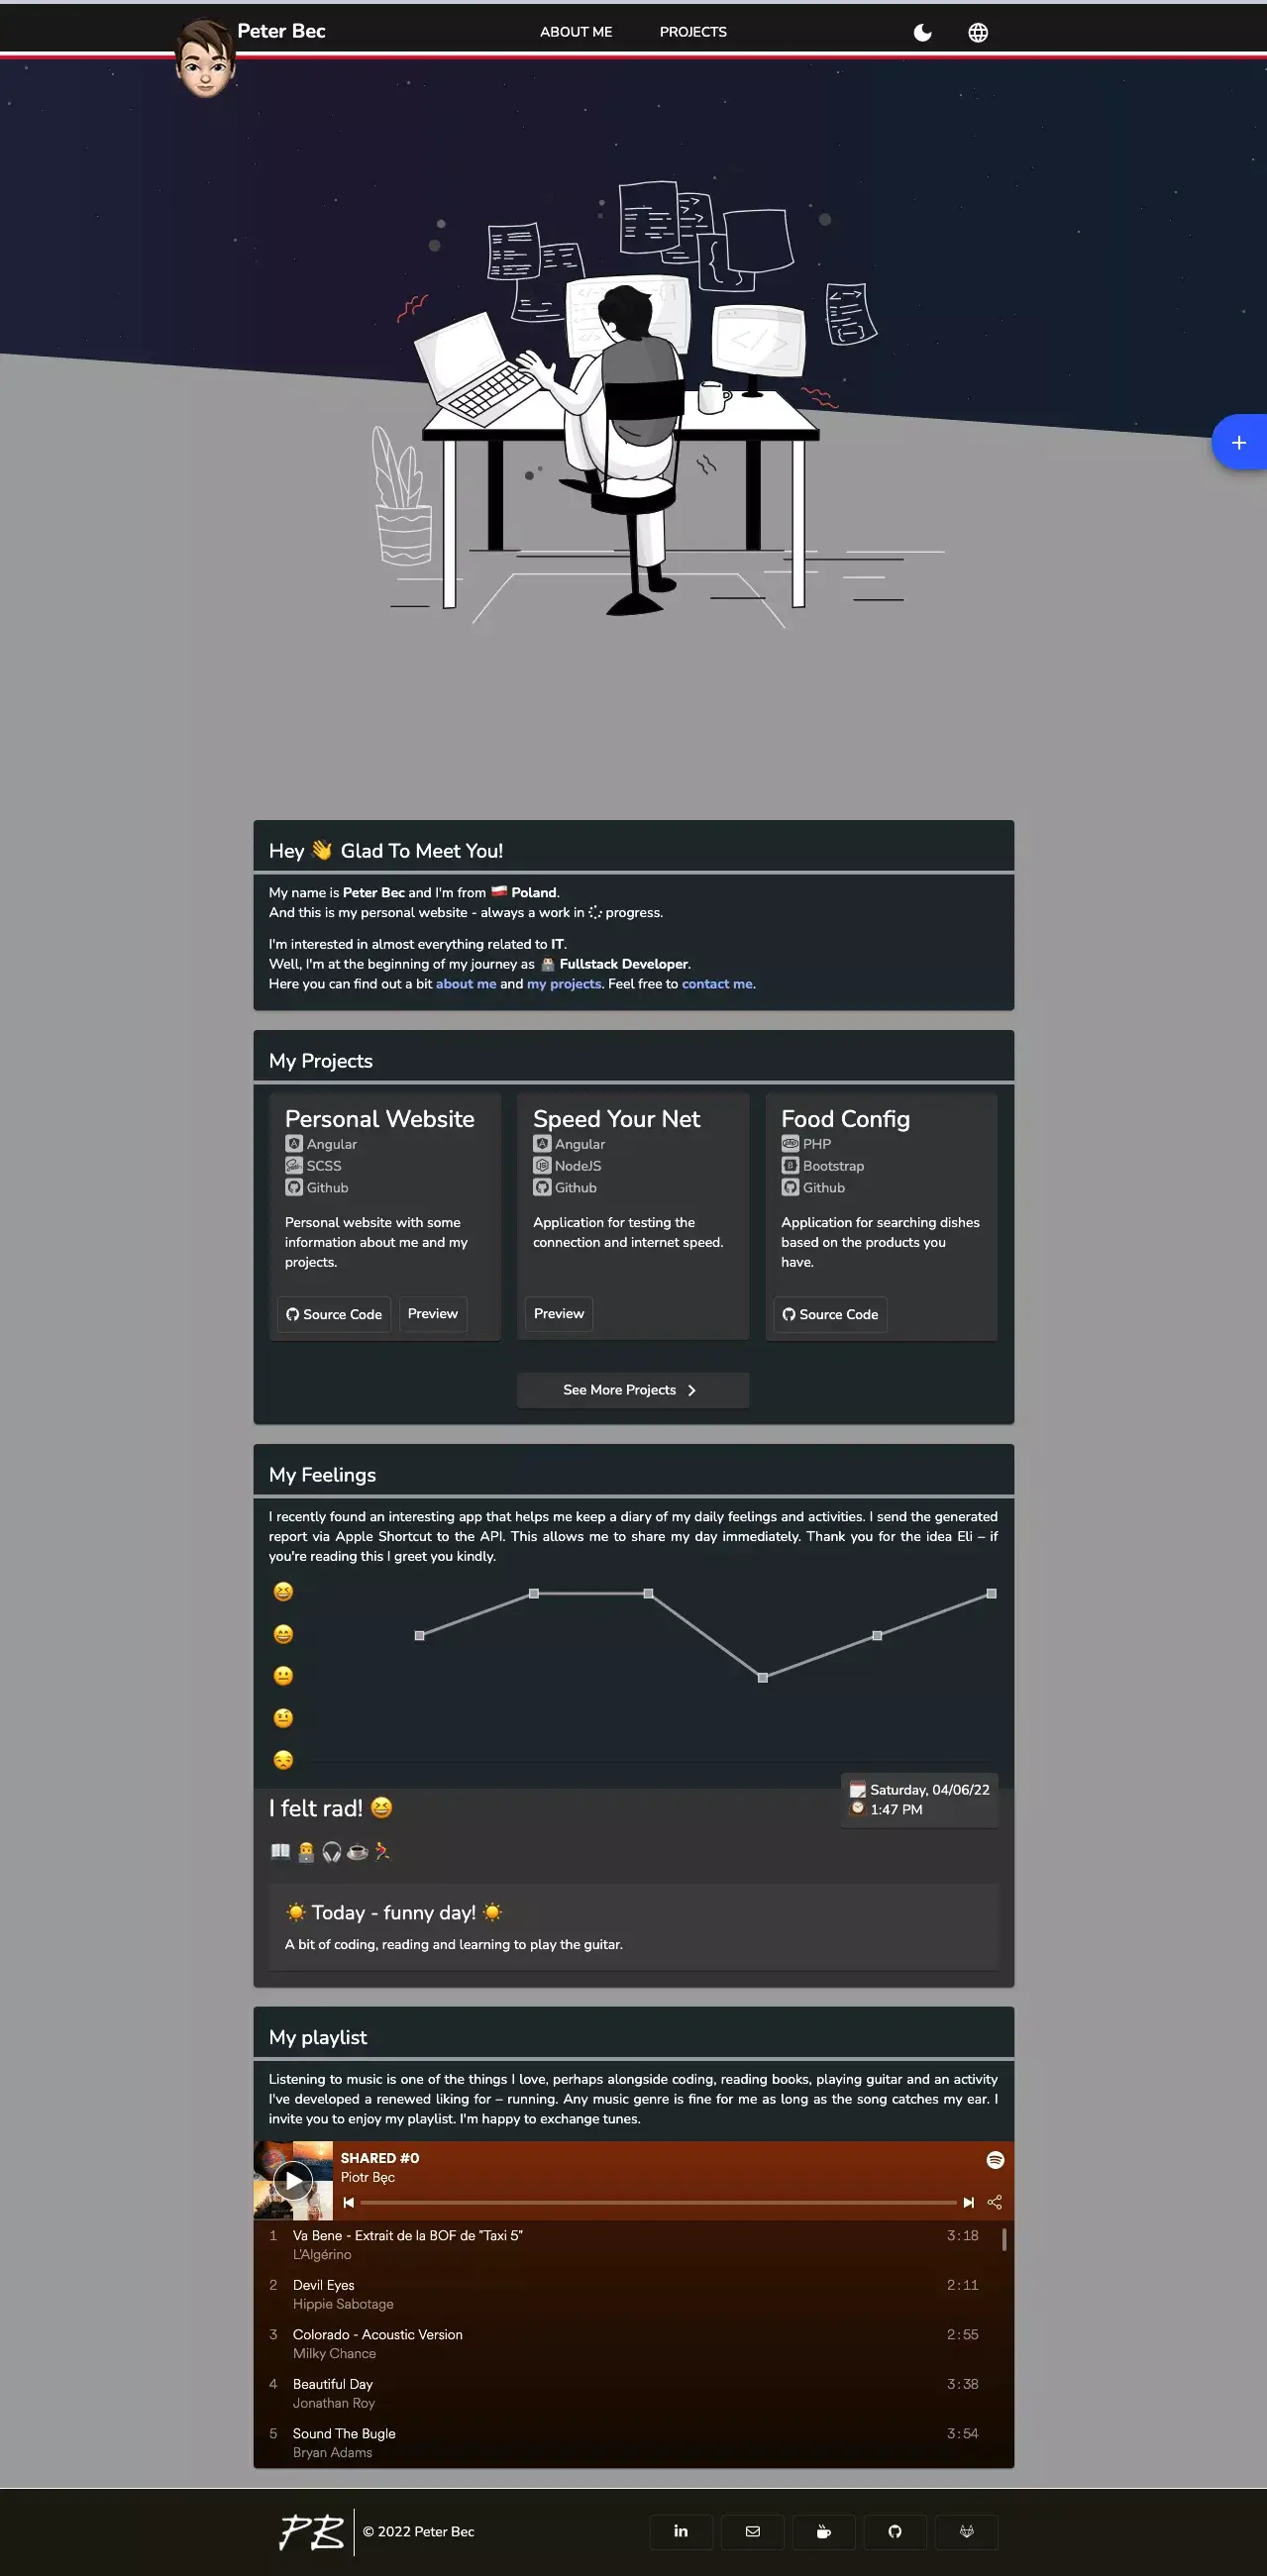 Peter Bec
ABOUT ME
PROJECTS
Hey 👋 Glad To Meet You!
My name is Peter Bec and I'm from 🇵🇱 Poland.
And this is my personal website - always a work in progress.
I'm interested in almost everything related to IT.
Well, I'm at the beginning of my journey as 👨‍💻 Fullstack Developer.
Here you can find out a bit about me and my projects. Feel free to contact me.
My Projects
Personal Website
Angular
SCSS
Github
Personal website with some
information about me and my
projects.
Source Code
Preview
Speed Your Net
Angular
NodeJS
Github
Application for testing the
connection and internet speed.
Preview
Food Config
PHP
Bootstrap
Github
Application for searching dishes
based on the products you
have.
Source Code
See More Projects
My Feelings
I recently found an interesting app that helps me keep a diary of my daily feelings and activities. I send the generated
report via Apple Shortcut to the API. This allows me to share my day immediately. Thank you for the idea Eli – if
you're reading this I greet you kindly.
Saturday, 04/06/22
1:47 PM
I felt rad! 😆
☀️ Today - funny day! ☀️
A bit of coding, reading and learning to play the guitar.
My playlist
Listening to music is one of the things I love, perhaps alongside coding, reading books, playing guitar and an activity
I've developed a renewed liking for – running. Any music genre is fine for me as long as the song catches my ear. I
invite you to enjoy my playlist. I'm happy to exchange tunes.
SHARED #0
Piotr Bęc
1 Va Bene - Extrait de la BOF de "Taxi 5" 3:18
L'Algérino
2 Devil Eyes 2:11
Hippie Sabotage
3 Colorado - Acoustic Version 2:55
Milky Chance
4 Beautiful Day 3:38
Jonathan Roy
5 Sound The Bugle 3:54
Bryan Adams
PB
© 2022 Peter Bec